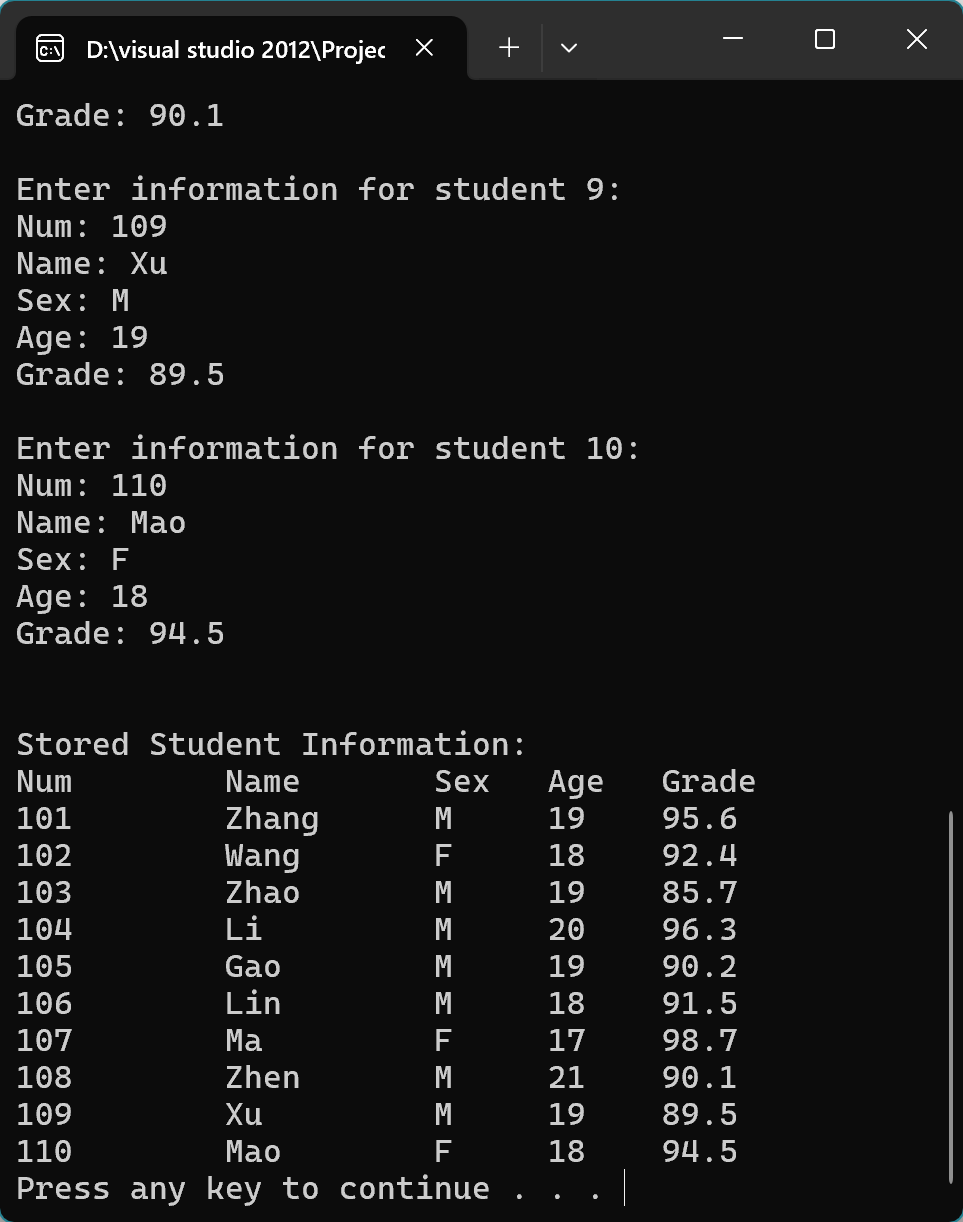 D:\visual studio 2012\Projec
Grade: 90.1
Enter information for student 9:
Num: 109
Name: Xu
Sex: M
Age: 19
Grade: 89.5
Enter information for student 10:
Num: 110
Name: Mao
Sex: F
Age: 18
Grade: 94.5
Stored Student Information:
Num Name Sex Age Grade
101 Zhang M 19 95.6
102 Wang F 18 92.4
103 Zhao M 19 85.7
104 Li M 20 96.3
105 Gao M 19 90.2
106 Lin M 18 91.5
107 Ma F 17 98.7
108 Zhen M 21 90.1
109 Xu M 19 89.5
110 Mao F 18 94.5
Press any key to continue . . .